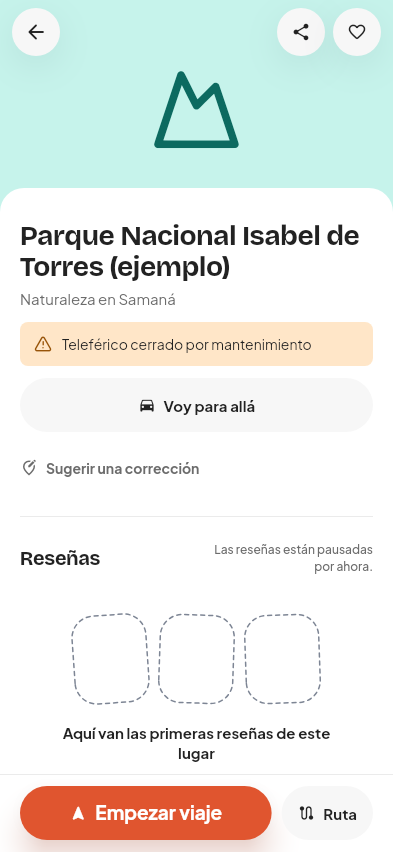 Parque Nacional Isabel de
Torres (ejemplo)
Naturaleza en Samaná
Teleférico cerrado por mantenimiento
Voy para allá
Sugerir una corrección
Reseñas
Las reseñas están pausadas
por ahora.
Aquí van las primeras reseñas de este
lugar
Empezar viaje
Ruta